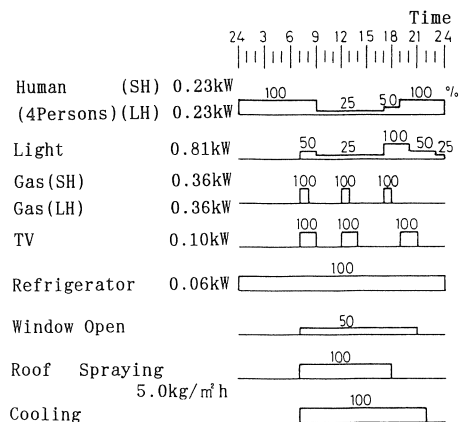 Time
24 3 6 9 12 15 18 21 24
Human (SH) 0.23kW 100 5.0 100 %
(4Persons)(LH) 0.23kW 25
Light 0.81kW 50 25 100 50 25
Gas(SH) 0.36kW 100 100 100
Gas(LH) 0.36kW
TV 0.10kW 100 100 100
Refrigerator 0.06kW 100
Window Open 50
Roof Spraying 100
5.0kg/㎡h
Cooling 100